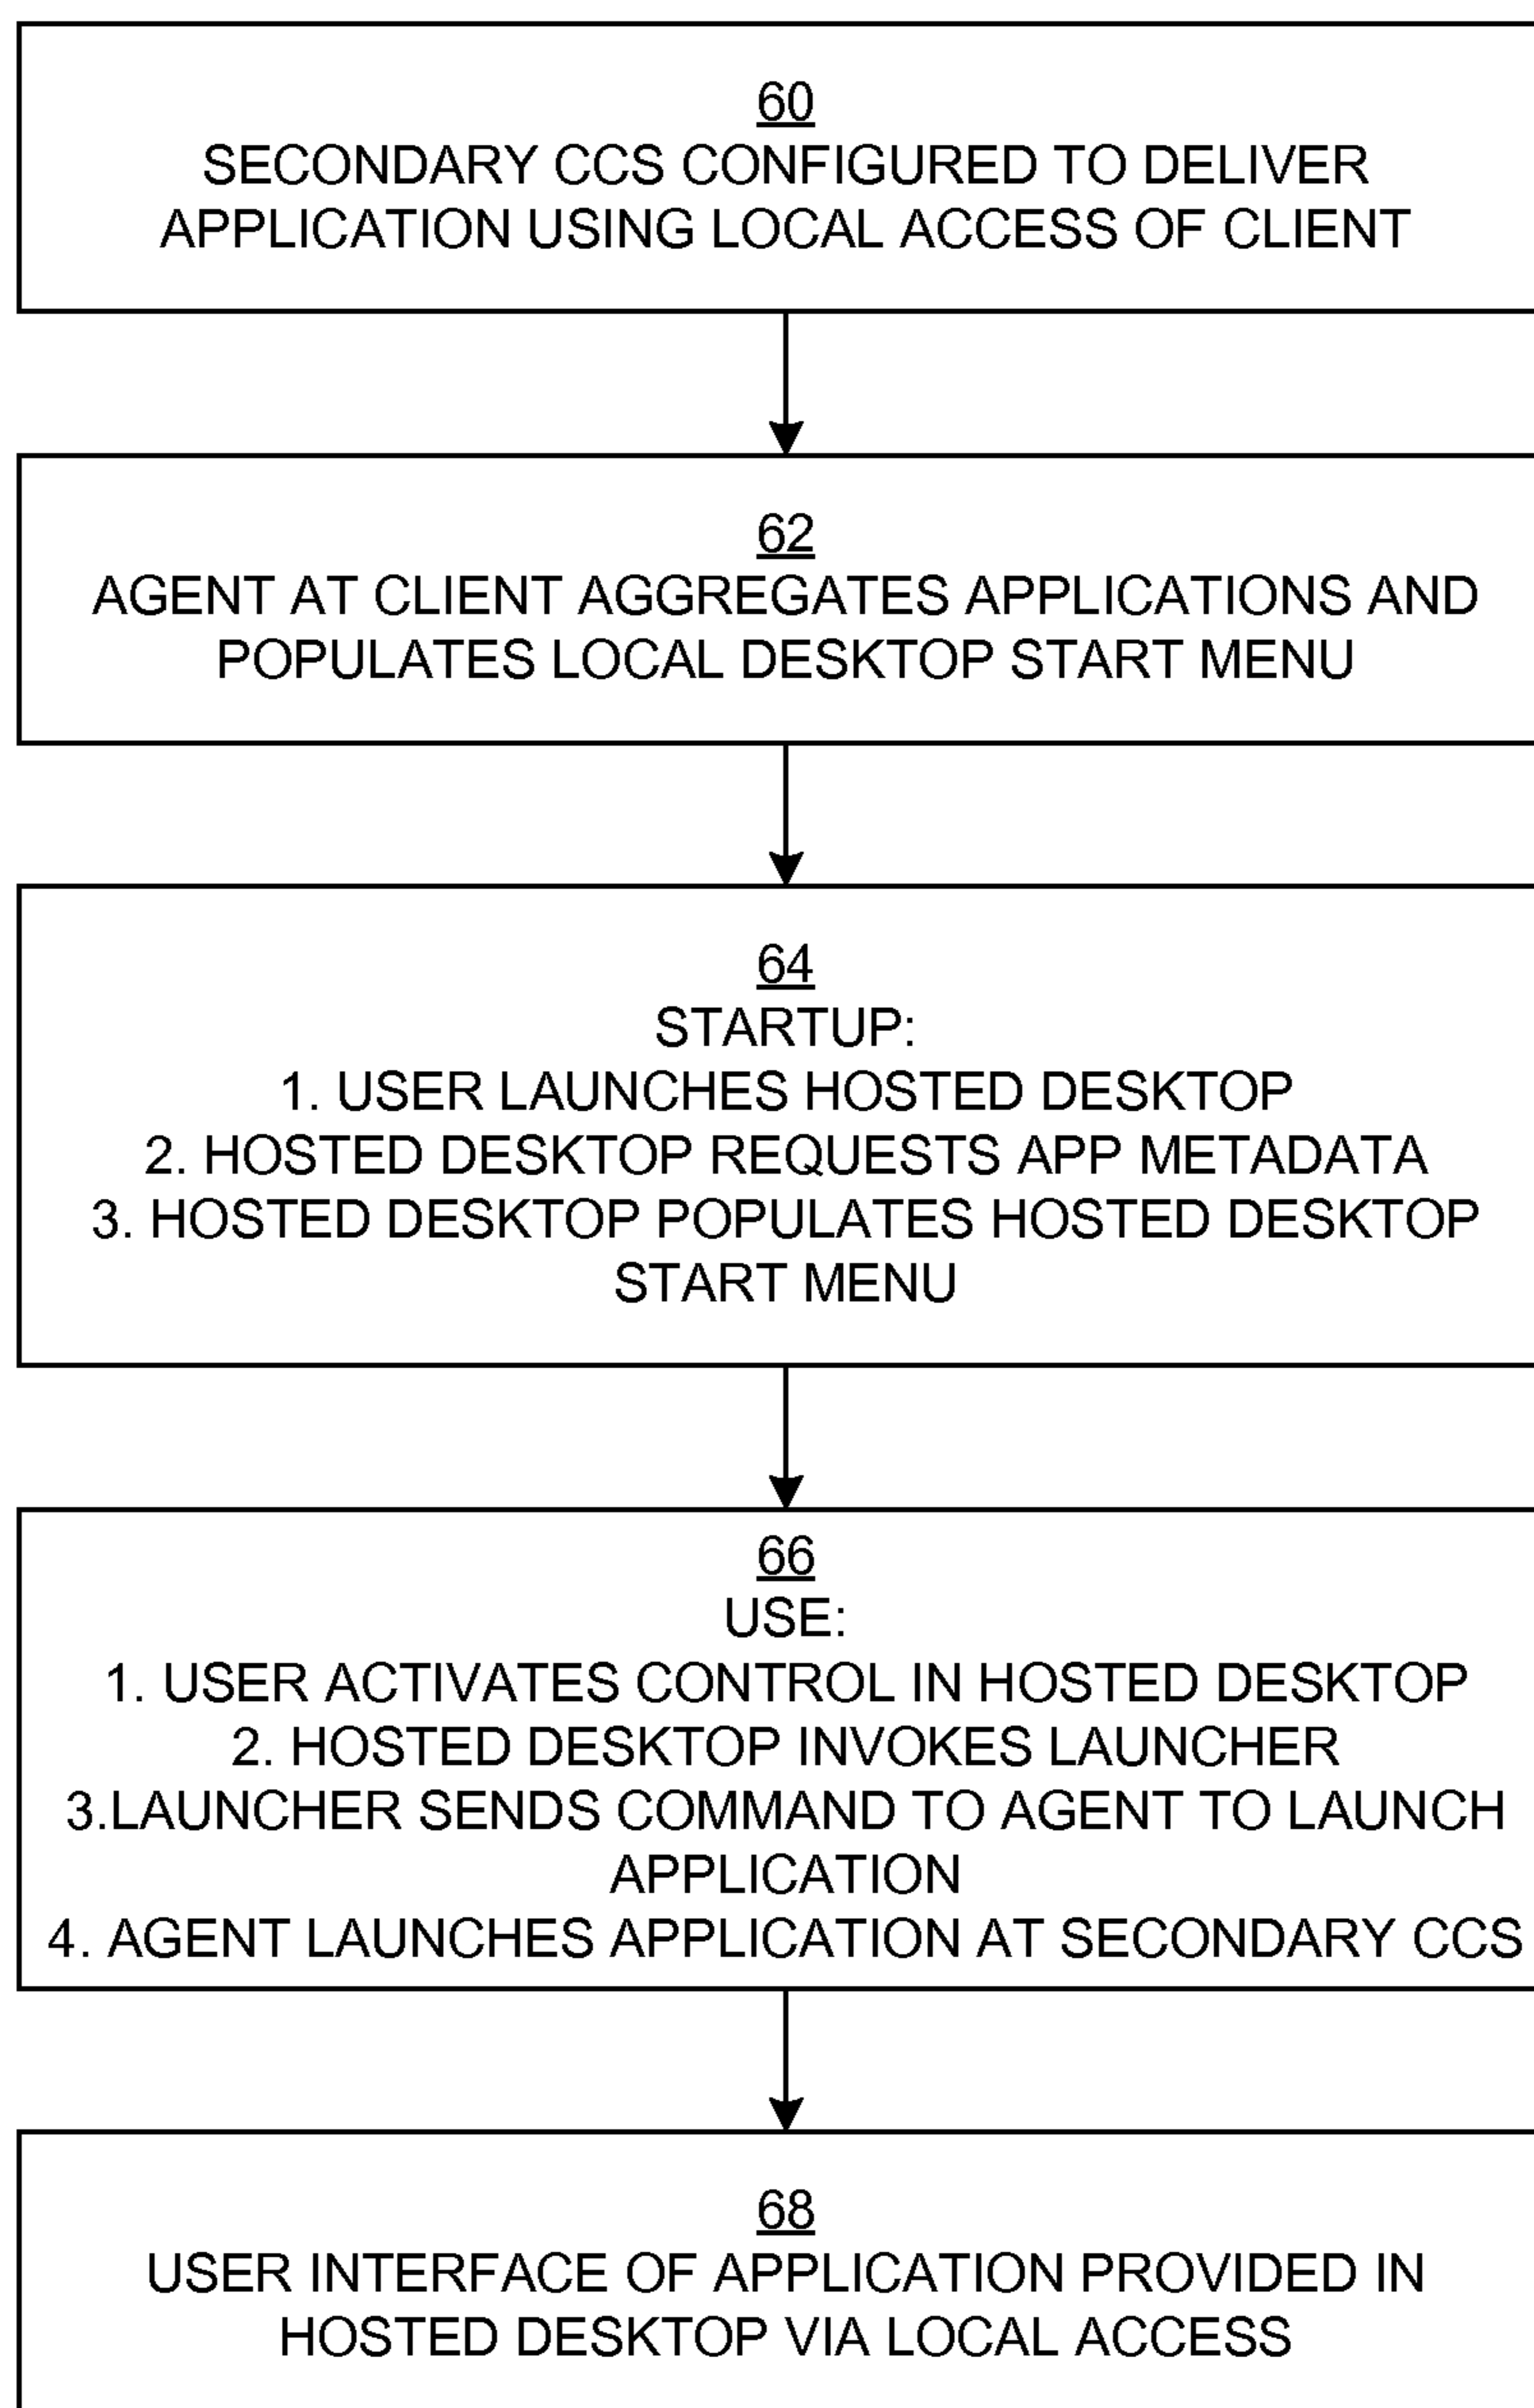 60
SECONDARY CCS CONFIGURED TO DELIVER
APPLICATION USING LOCAL ACCESS OF CLIENT
62
AGENT AT CLIENT AGGREGATES APPLICATIONS AND
POPULATES LOCAL DESKTOP START MENU
64
STARTUP:
1. USER LAUNCHES HOSTED DESKTOP
2. HOSTED DESKTOP REQUESTS APP METADATA
3. HOSTED DESKTOP POPULATES HOSTED DESKTOP
START MENU
66
USE:
1. USER ACTIVATES CONTROL IN HOSTED DESKTOP
2. HOSTED DESKTOP INVOKES LAUNCHER
3.LAUNCHER SENDS COMMAND TO AGENT TO LAUNCH
APPLICATION
4. AGENT LAUNCHES APPLICATION AT SECONDARY CCS
68
USER INTERFACE OF APPLICATION PROVIDED IN
HOSTED DESKTOP VIA LOCAL ACCESS